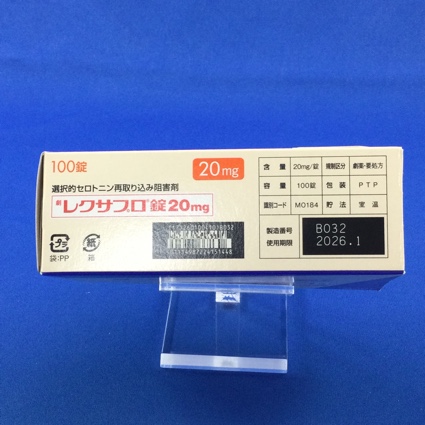 100錠
20mg
選択的セロトニン再取り込み阻害剤
劇 レクサプロ®錠20mg
プラ
袋:PP
紙
箱
含量 20mg/錠 規制区分 劇薬・要処方
容量 100錠 包装 PTP
識別コード MO184 貯法 室温
製造番号 B032
使用期限 2026.1